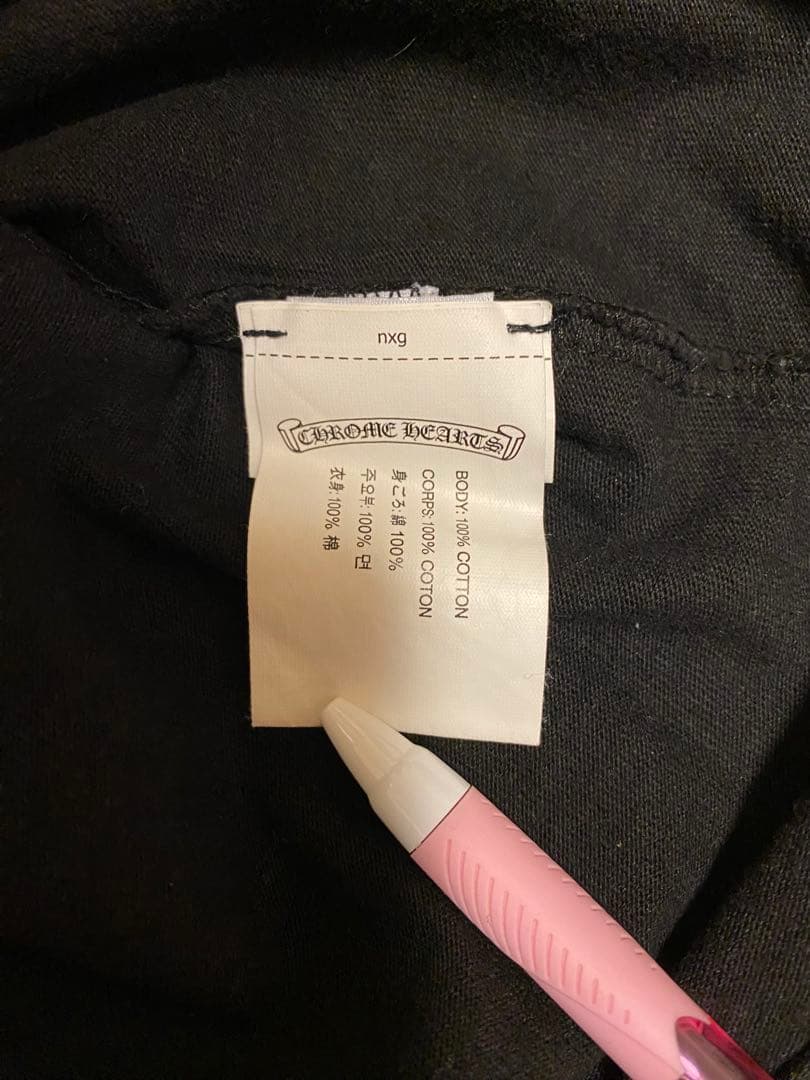 nxg
CHROME HEARTS
BODY: 100% COTTON
CORPS: 100% COTON
身ごろ: 綿 100%
주요부: 100% 면
衣身: 100% 棉